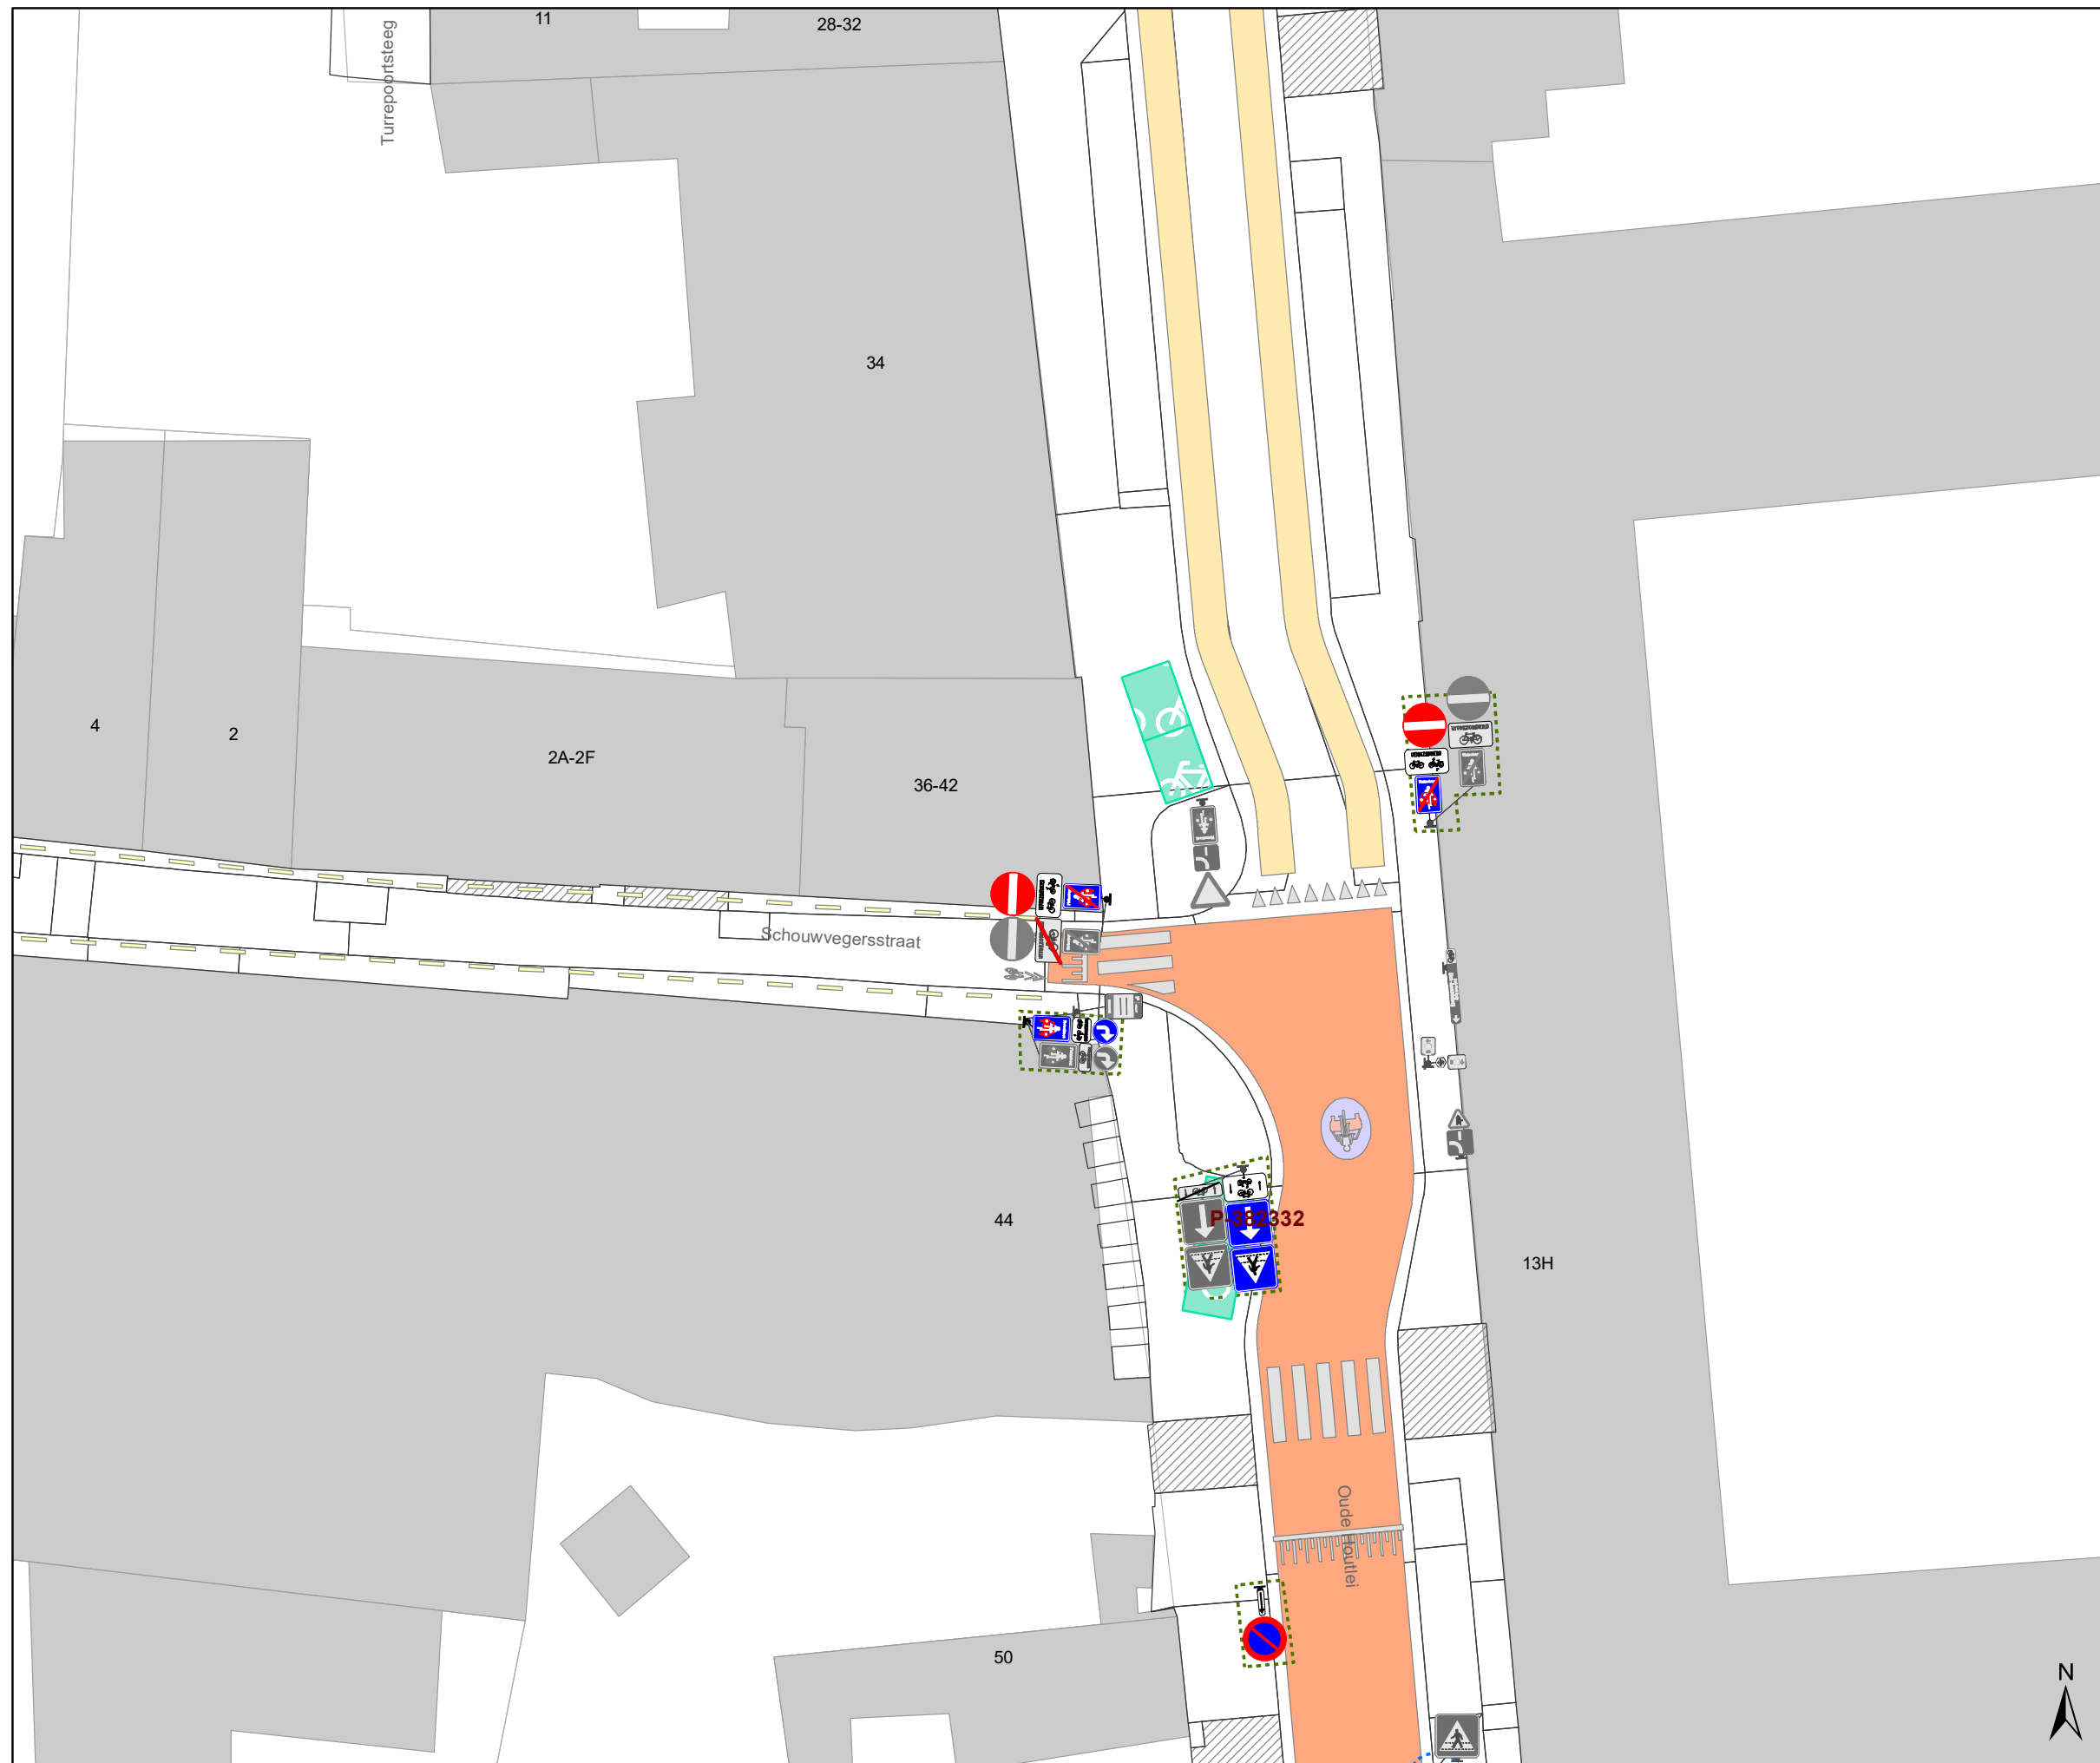 11
28-32
Turrepoortsteeg
34
4
2
2A-2F
36-42
Schouwvegersstraat
44
P-382332
13H
Oude Houtlei
50
N